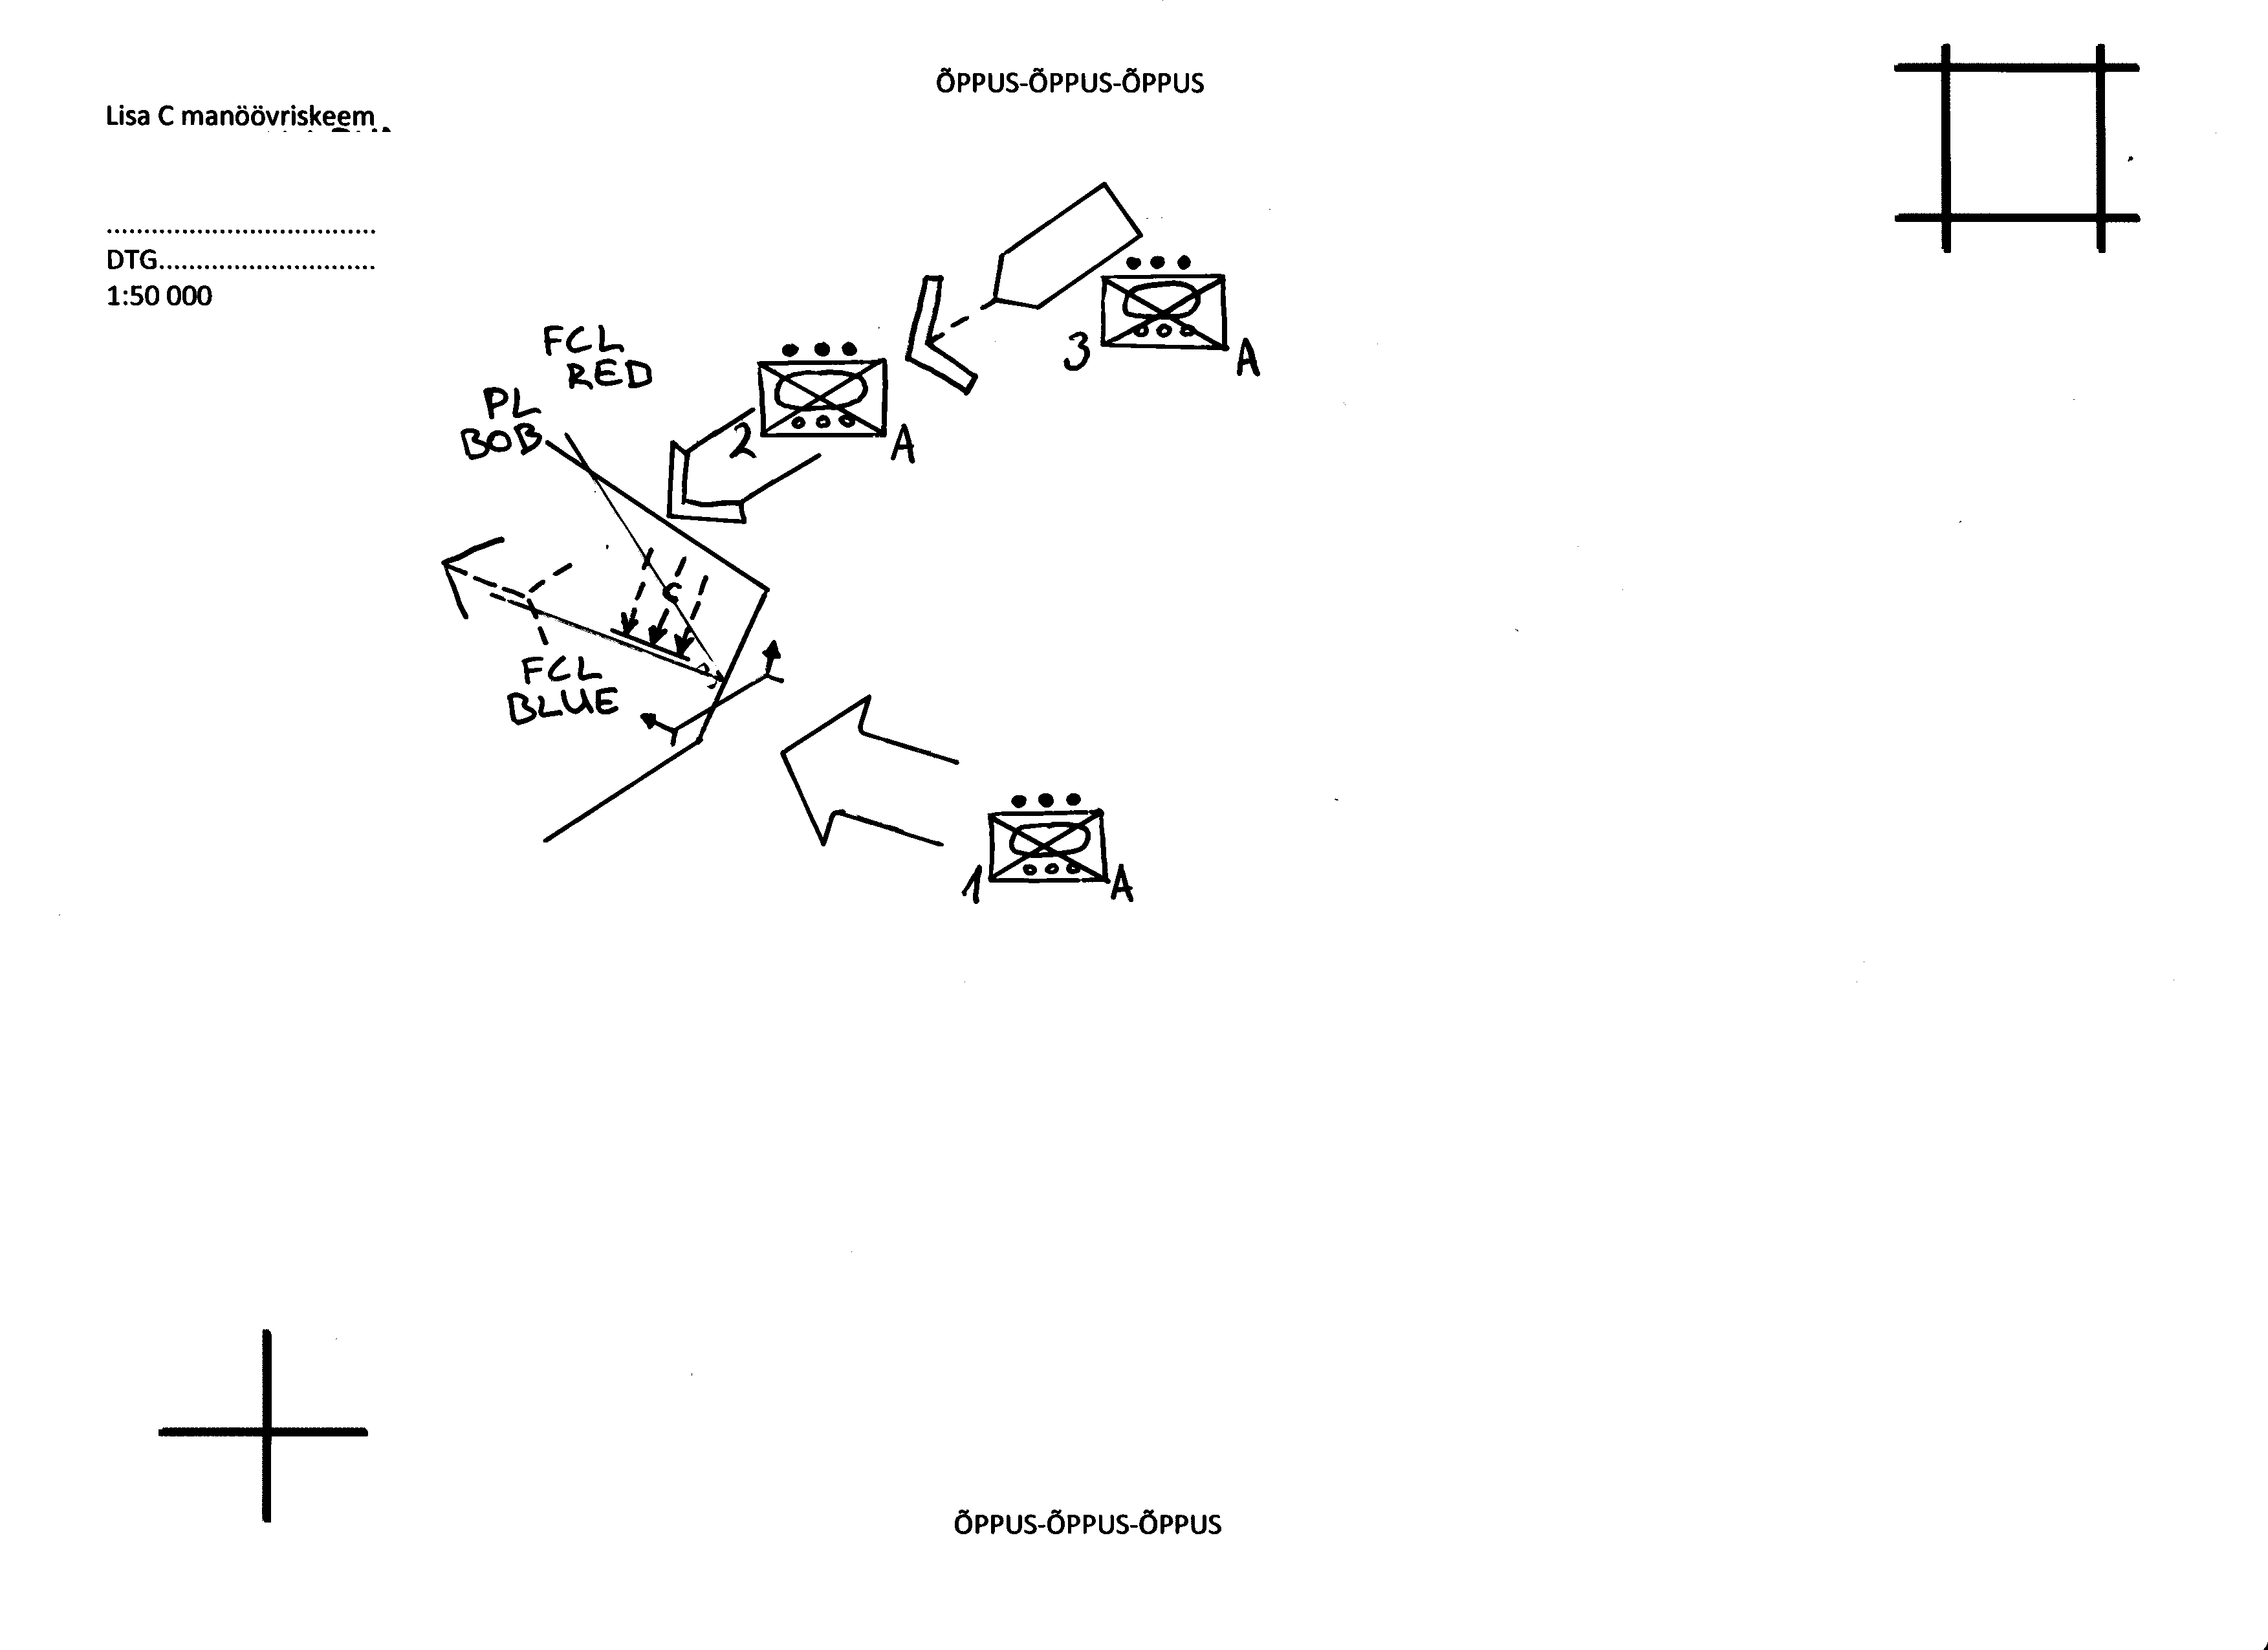 ÕPPUS-ÕPPUS-ÕPPUS
Lisa C manöövriskeem
DTG..............................
1:50 000
FCL
RED
PL
BOB
2
A
3
A
C
FCL
BLUE
1
A
ÕPPUS-ÕPPUS-ÕPPUS